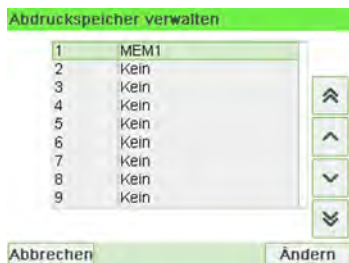 Abdruckspeicher verwalten
1 MEM1
2 Kein
3 Kein
4 Kein
5 Kein
6 Kein
7 Kein
8 Kein
9 Kein
Abbrechen Ändern